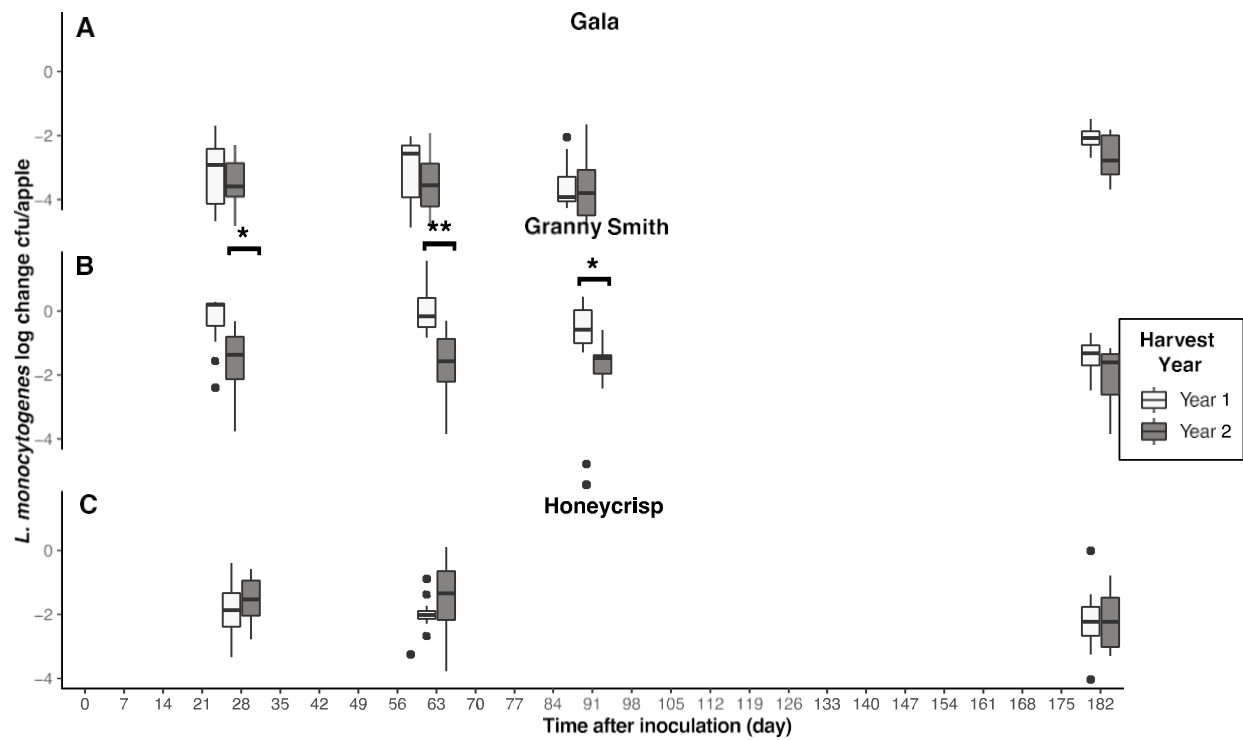 A
Gala
0
−2
−4
*
**
Granny Smith
B
*
0
−2
−4
C
Honeycrisp
0
−2
−4
L. monocytogenes log change cfu/apple
Harvest
Year
Year 1
Year 2
0 7 14 21 28 35 42 49 56 63 70 77 84 91 98 105 112 119 126 133 140 147 154 161 168 175 182
Time after inoculation (day)